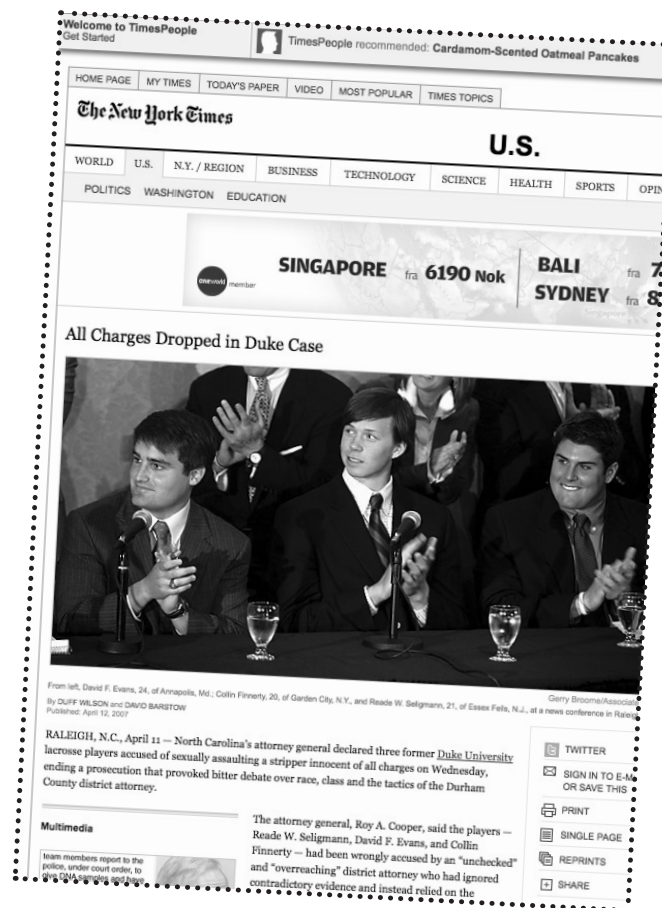 Welcome to TimesPeople
Get Started
TimesPeople recommended: Cardamom-Scented Oatmeal Pancakes
HOME PAGE MY TIMES TODAY'S PAPER VIDEO MOST POPULAR TIMES TOPICS
The New York Times
U.S.
WORLD U.S. N.Y. / REGION BUSINESS TECHNOLOGY SCIENCE HEALTH SPORTS OPIN
POLITICS WASHINGTON EDUCATION
oneworld member
SINGAPORE fra 6190 Nok
BALI fra 7
SYDNEY fra 8
Singapore
All Charges Dropped in Duke Case
Gerry Broome/Associate
From left, David F. Evans, 24, of Annapolis, Md.; Collin Finnerty, 20, of Garden City, N.Y., and Reade W. Seligmann, 21, of Essex Fells, N.J., at a news conference in Raleig
By DUFF WILSON and DAVID BARSTOW
Published: April 12, 2007
RALEIGH, N.C., April 11 — North Carolina's attorney general declared three former Duke University
lacrosse players accused of sexually assaulting a stripper innocent of all charges on Wednesday,
ending a prosecution that provoked bitter debate over race, class and the tactics of the Durham
County district attorney.
Multimedia
team members report to the
police, under court order, to
give DNA samples and have
The attorney general, Roy A. Cooper, said the players —
Reade W. Seligmann, David F. Evans, and Collin
Finnerty — had been wrongly accused by an "unchecked"
and "overreaching" district attorney who had ignored
contradictory evidence and instead relied on the
TWITTER
SIGN IN TO E-M
OR SAVE THIS
PRINT
SINGLE PAGE
REPRINTS
SHARE